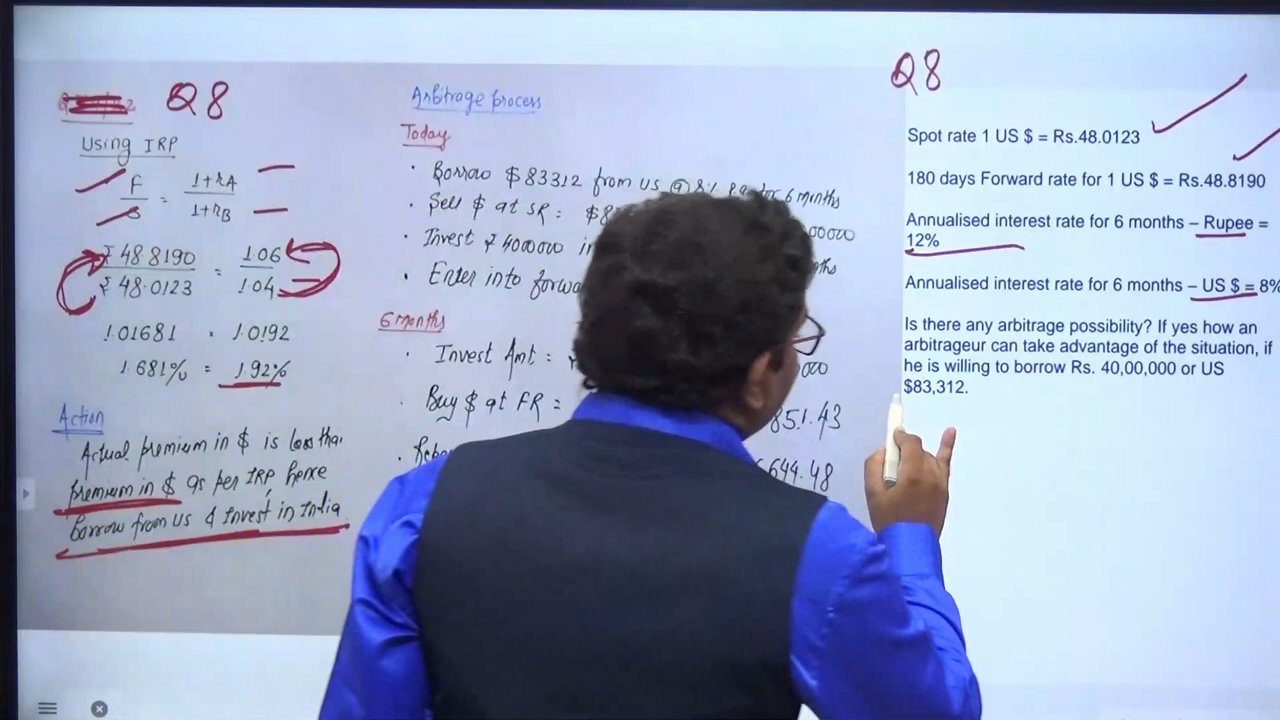 Q8
Using IRP
F/S = 1+rA/1+rB
₹ 48.8190/₹ 48.0123 = 1.06/1.04
1.01681 = 1.0192
1.681% = 1.92%
Action
Actual premium in $ is less than
premium in $ as per IRP, hence
borrow from US & Invest in India
Arbitrage process
Today
· Borrow $ 83312 from US @ 8% for 6 months
· Sell $ at SR = $8
· Invest ₹ 4000000 in
· Enter into forwa
6 Months
· Invest Amt =
· Buy $ at FR = 851.43
644.48
Q8
Spot rate 1 US $ = Rs.48.0123
180 days Forward rate for 1 US $ = Rs.48.8190
Annualised interest rate for 6 months – Rupee =
12%
Annualised interest rate for 6 months – US $ = 8%
Is there any arbitrage possibility? If yes how an
arbitrageur can take advantage of the situation, if
he is willing to borrow Rs. 40,00,000 or US
$83,312.